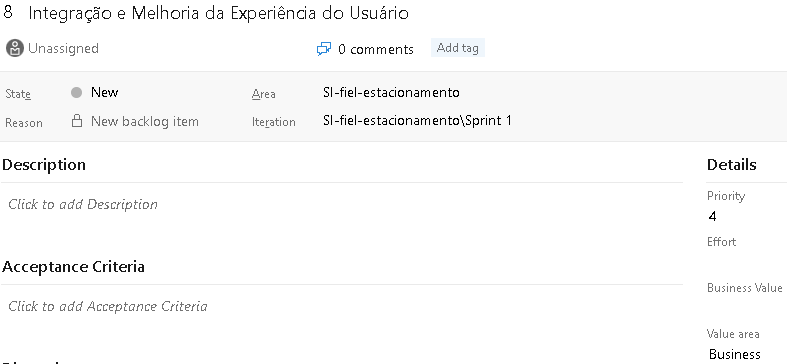 8 Integração e Melhoria da Experiência do Usuário
Unassigned
0 comments
Add tag
State
New
Area
SI-fiel-estacionamento
Reason
New backlog item
Iteration
SI-fiel-estacionamento\Sprint 1
Description
Details
Click to add Description
Priority
4
Effort
Acceptance Criteria
Business Value
Click to add Acceptance Criteria
Value area
Business